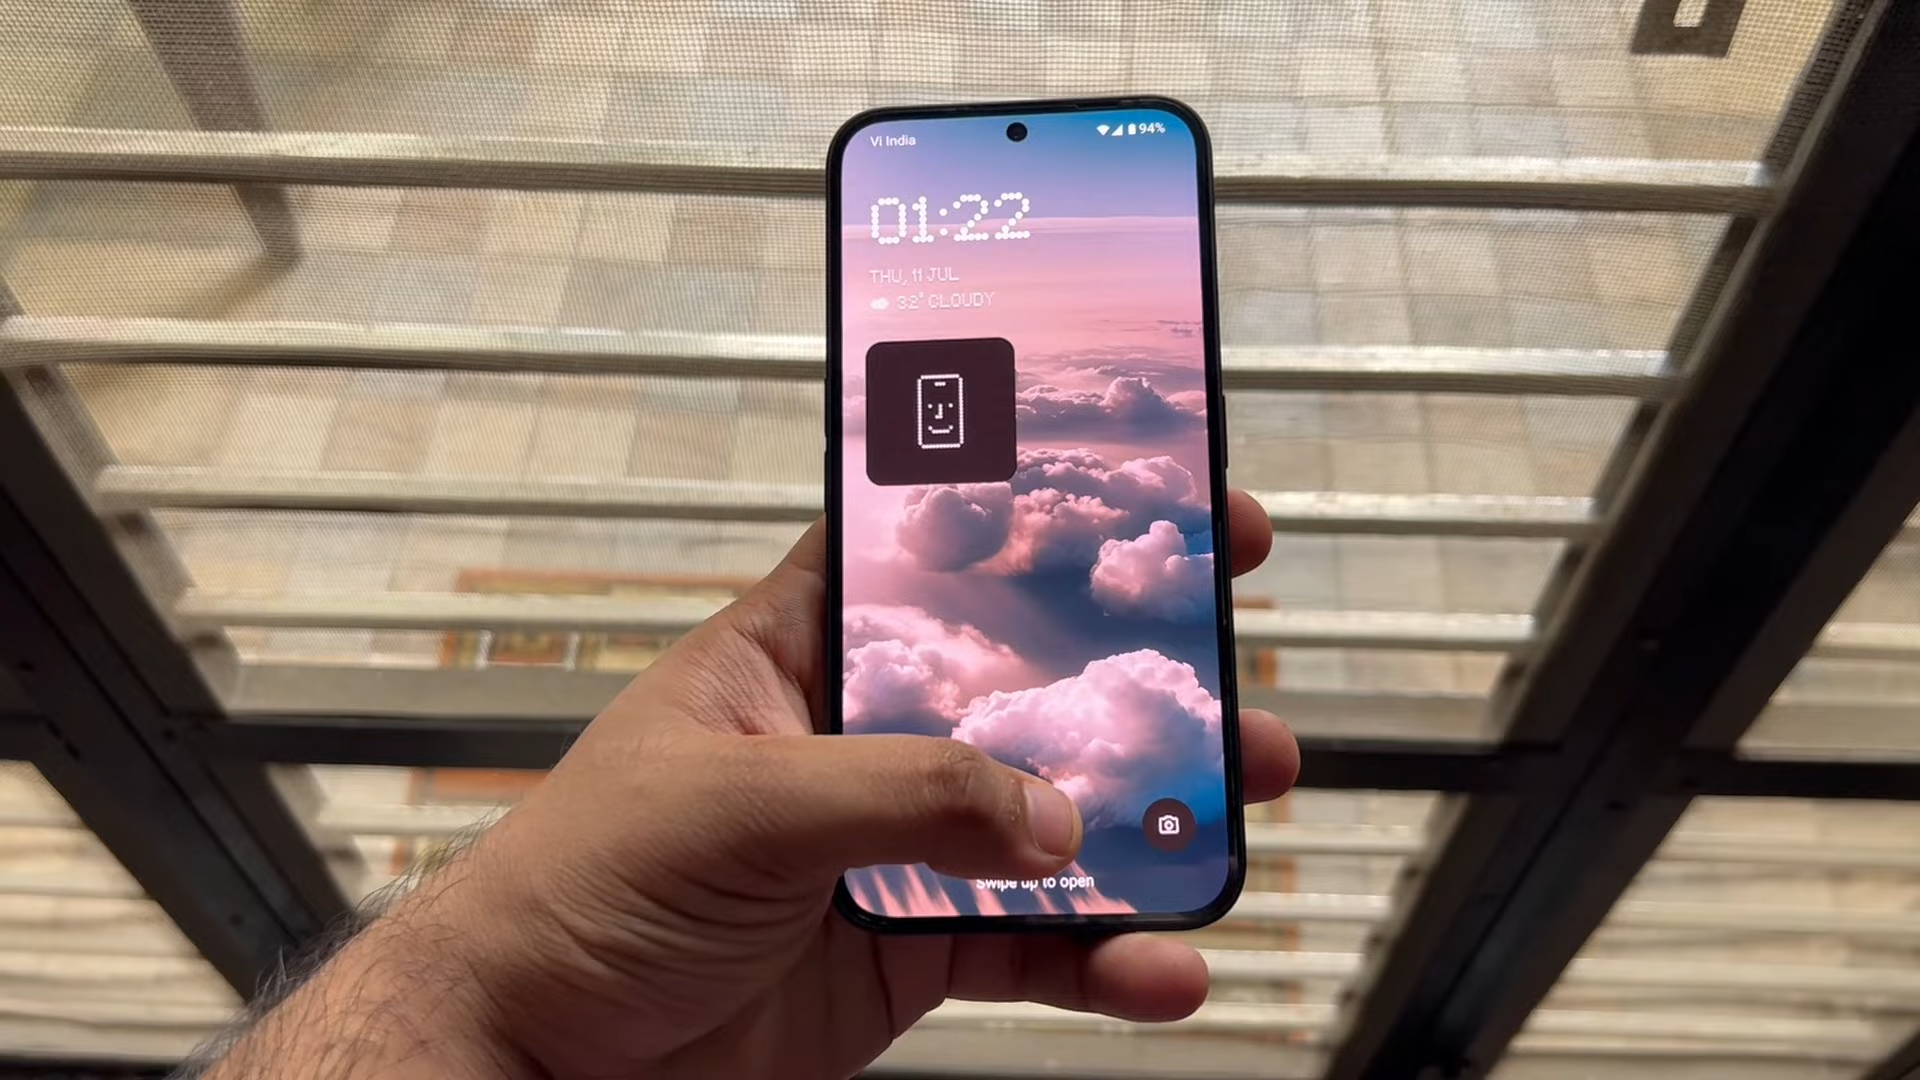 Vi India
94%
01:22
THU, 11 JUL
32° CLOUDY
Swipe up to open